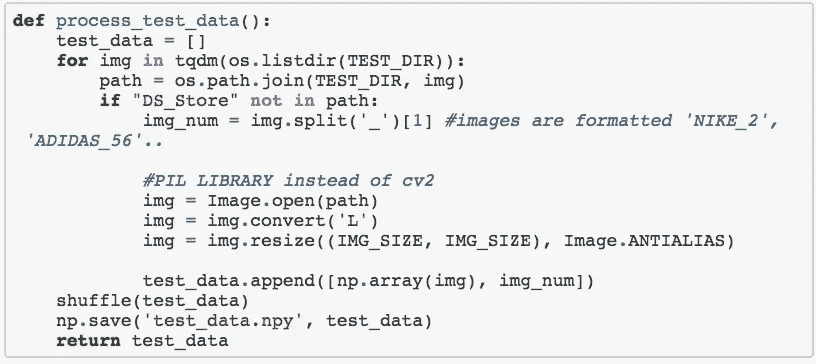 def process_test_data():
    test_data = []
    for img in tqdm(os.listdir(TEST_DIR)):
        path = os.path.join(TEST_DIR, img)
        if "DS_Store" not in path:
            img_num = img.split('_')[1] #images are formatted 'NIKE_2',
 'ADIDAS_56'..

            #PIL LIBRARY instead of cv2
            img = Image.open(path)
            img = img.convert('L')
            img = img.resize((IMG_SIZE, IMG_SIZE), Image.ANTIALIAS)

            test_data.append([np.array(img), img_num])
    shuffle(test_data)
    np.save('test_data.npy', test_data)
    return test_data